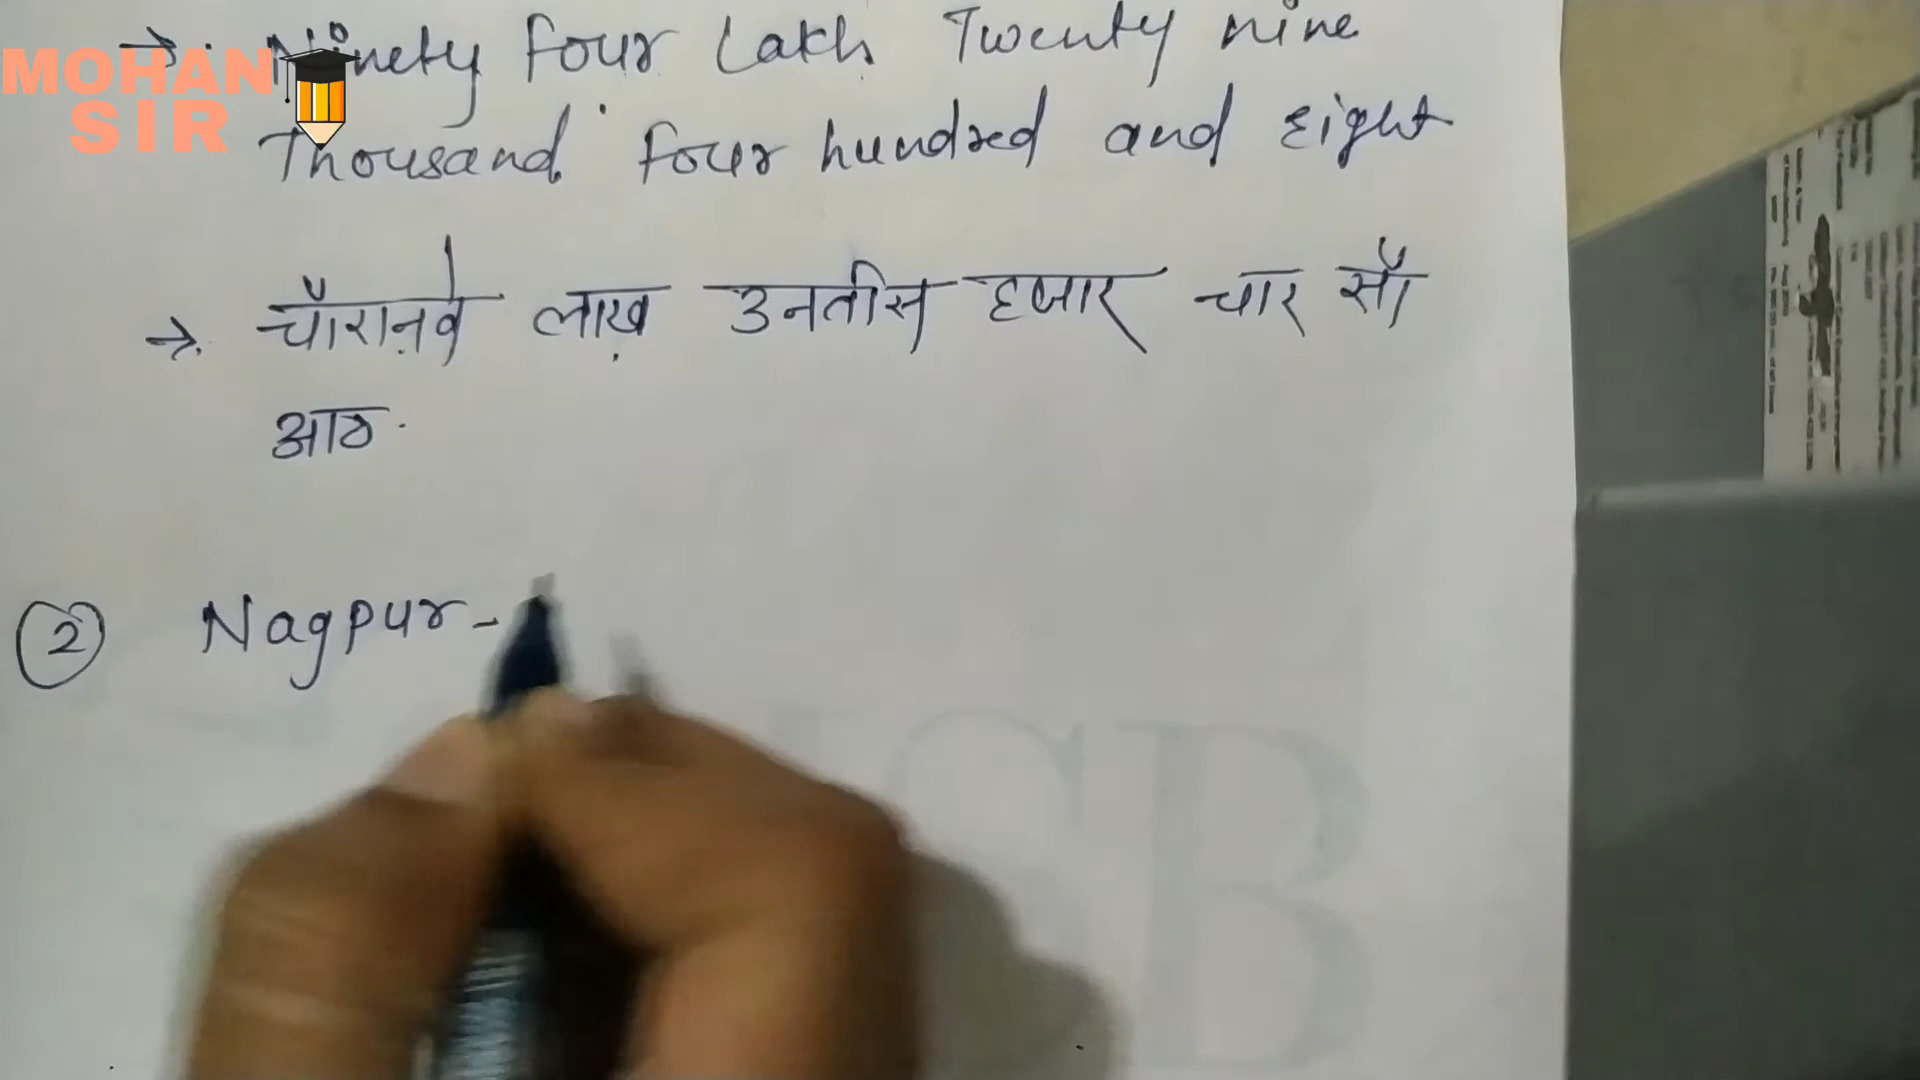 MOHAN
SIR
→ Ninety four Lakh Twenty nine
Thousand four hundred and Eight
→ चौरानवे लाख उनतीस हजार चार सौ
आठ.
② Nagpur -